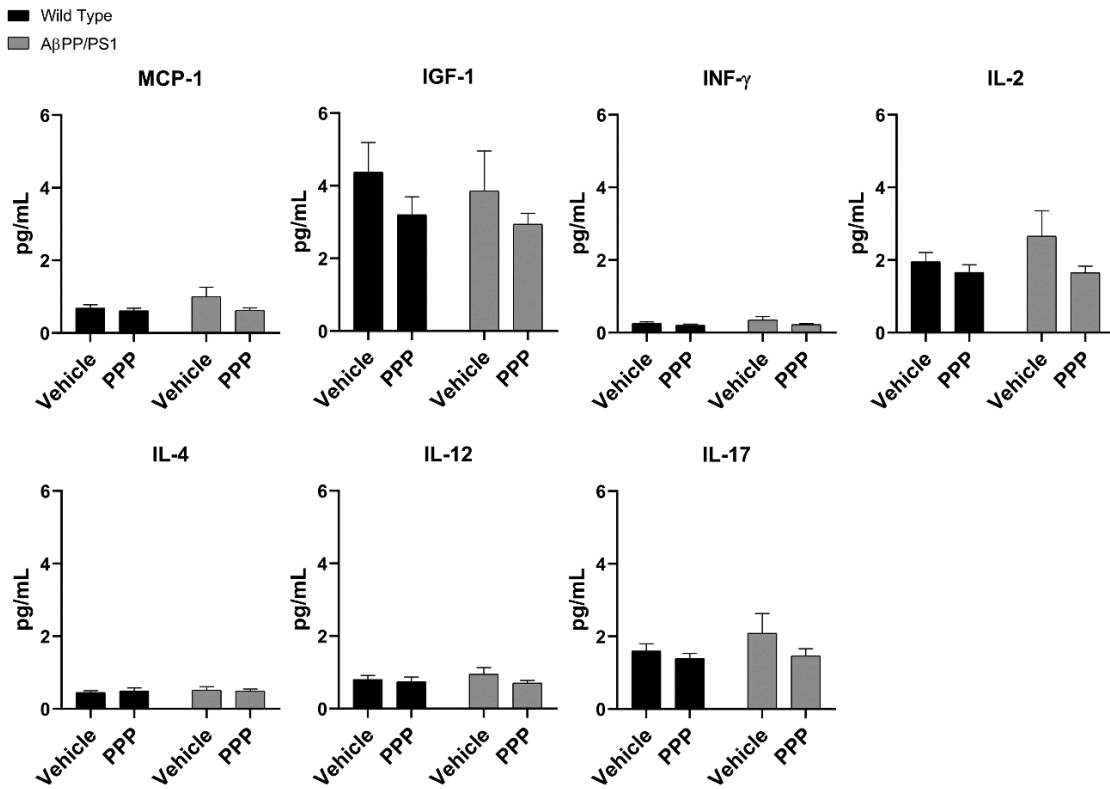 Wild Type
AβPP/PS1
MCP-1
IGF-1
INF-γ
IL-2
pg/mL
6
4
2
0
Vehicle
PPP
Vehicle
PPP
pg/mL
6
4
2
0
Vehicle
PPP
Vehicle
PPP
pg/mL
6
4
2
0
Vehicle
PPP
Vehicle
PPP
pg/mL
6
4
2
0
Vehicle
PPP
Vehicle
PPP
IL-4
IL-12
IL-17
pg/mL
6
4
2
0
Vehicle
PPP
Vehicle
PPP
pg/mL
6
4
2
0
Vehicle
PPP
Vehicle
PPP
pg/mL
6
4
2
0
Vehicle
PPP
Vehicle
PPP